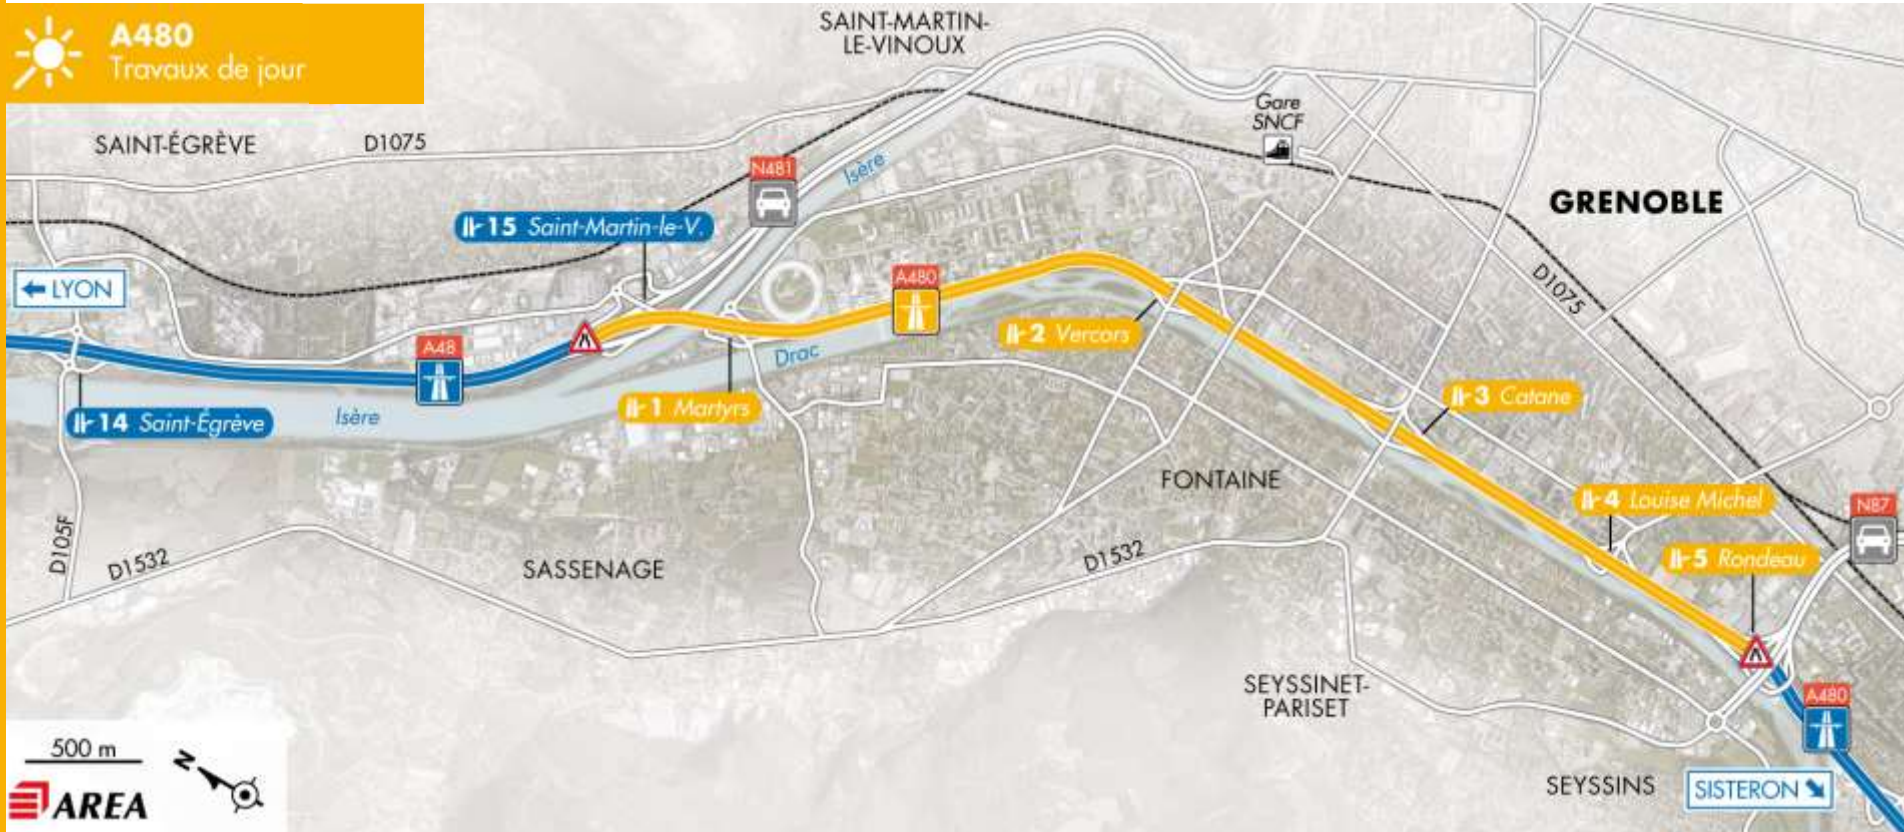 A480
Travaux de jour
SAINT-MARTIN-
LE-VINOUX
Gare
SNCF
SAINT-ÉGRÈVE
D1075
N481
Isère
GRENOBLE
15 Saint-Martin-le-V.
LYON
A480
D1075
2 Vercors
A48
Drac
1 Martyrs
3 Catane
14 Saint-Égrève
Isère
FONTAINE
4 Louise Michel
N87
D105F
D1532
SASSENAGE
D1532
5 Rondeau
SEYSSINET-
PARISET
A480
500 m
N
AREA
SEYSSINS
SISTERON